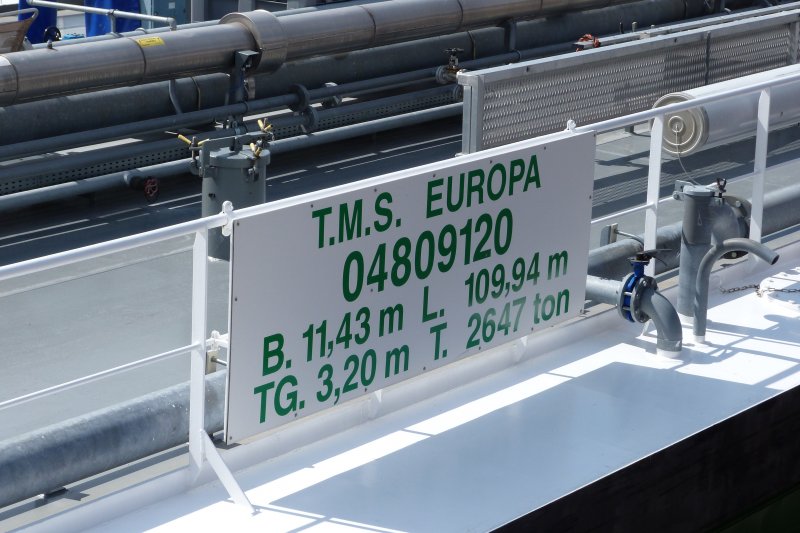 T.M.S. EUROPA
04809120
B. 11,43 m L. 109,94 m
TG. 3,20 m T. 2647 ton